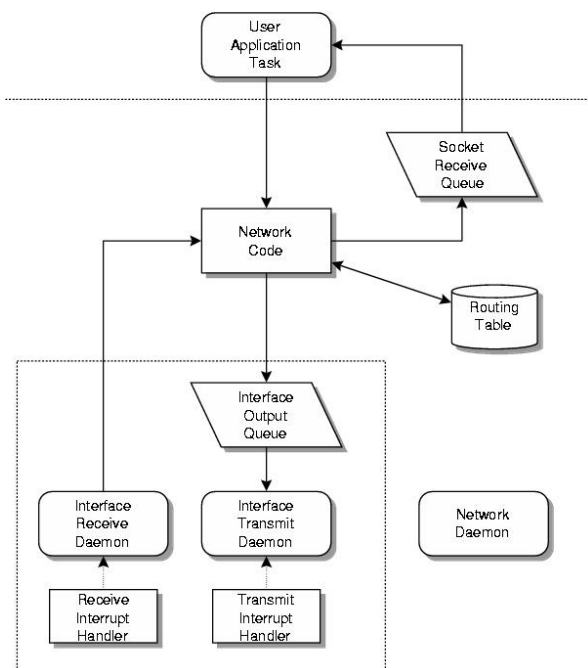 User
Application
Task
Socket
Receive
Queue
Network
Code
Routing
Table
Interface
Output
Queue
Interface
Receive
Daemon
Interface
Transmit
Daemon
Network
Daemon
Receive
Interrupt
Handler
Transmit
Interrupt
Handler